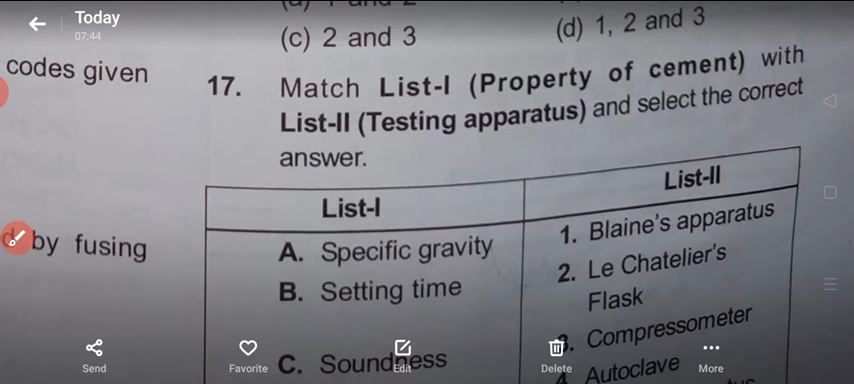 Today
07:44
(c) 2 and 3
(d) 1, 2 and 3
codes given
17. Match List-I (Property of cement) with
List-II (Testing apparatus) and select the correct
answer.
List-I
List-II
by fusing
A. Specific gravity
1. Blaine's apparatus
B. Setting time
2. Le Chatelier's
Flask
3. Compressometer
C. Soundness
4. Autoclave
Send
Favorite
Edit
Delete
More